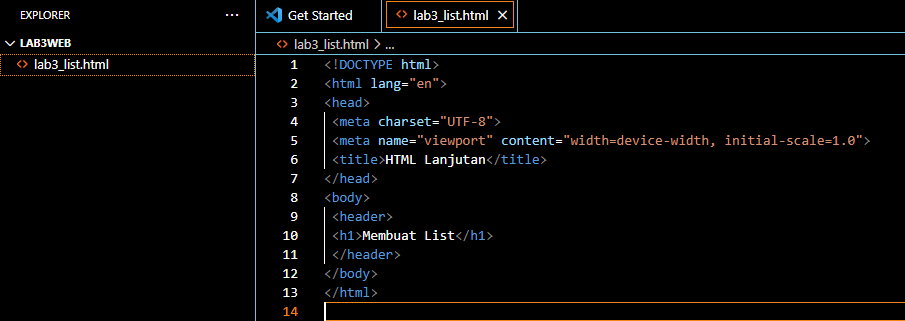 EXPLORER ...
LAB3WEB
<> lab3_list.html
Get Started
<> lab3_list.html ×
<> lab3_list.html > ...
1 <!DOCTYPE html>
2 <html lang="en">
3 <head>
4 <meta charset="UTF-8">
5 <meta name="viewport" content="width=device-width, initial-scale=1.0">
6 <title>HTML Lanjutan</title>
7 </head>
8 <body>
9 <header>
10 <h1>Membuat List</h1>
11 </header>
12 </body>
13 </html>
14